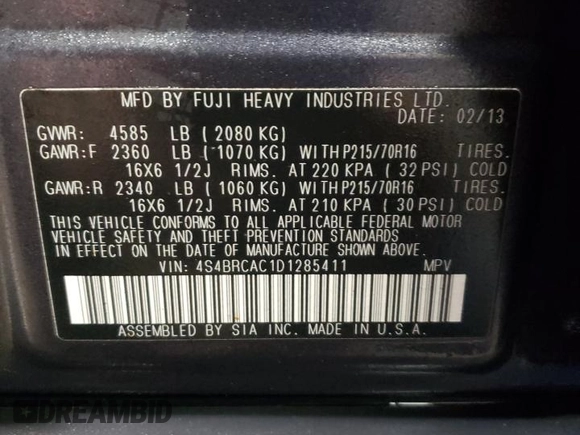 MFD BY FUJI HEAVY INDUSTRIES LTD.
DATE: 02/13
GVWR: 4585 LB ( 2080 KG)
GAWR:F 2360 LB ( 1070 KG) WITH P215/70R16 TIRES.
16X6 1/2J RIMS. AT 220 KPA ( 32 PSI) COLD
GAWR:R 2340 LB ( 1060 KG) WITH P215/70R16 TIRES.
16X6 1/2J RIMS. AT 210 KPA ( 30 PSI) COLD
THIS VEHICLE CONFORMS TO ALL APPLICABLE FEDERAL MOTOR
VEHICLE SAFETY AND THEFT PREVENTION STANDARDS
IN EFFECT ON THE DATE OF MANUFACTURE SHOWN ABOVE.
VIN: 4S4BRCAC1D1285411 MPV
ASSEMBLED BY SIA INC. MADE IN U.S.A.
DREAMBID